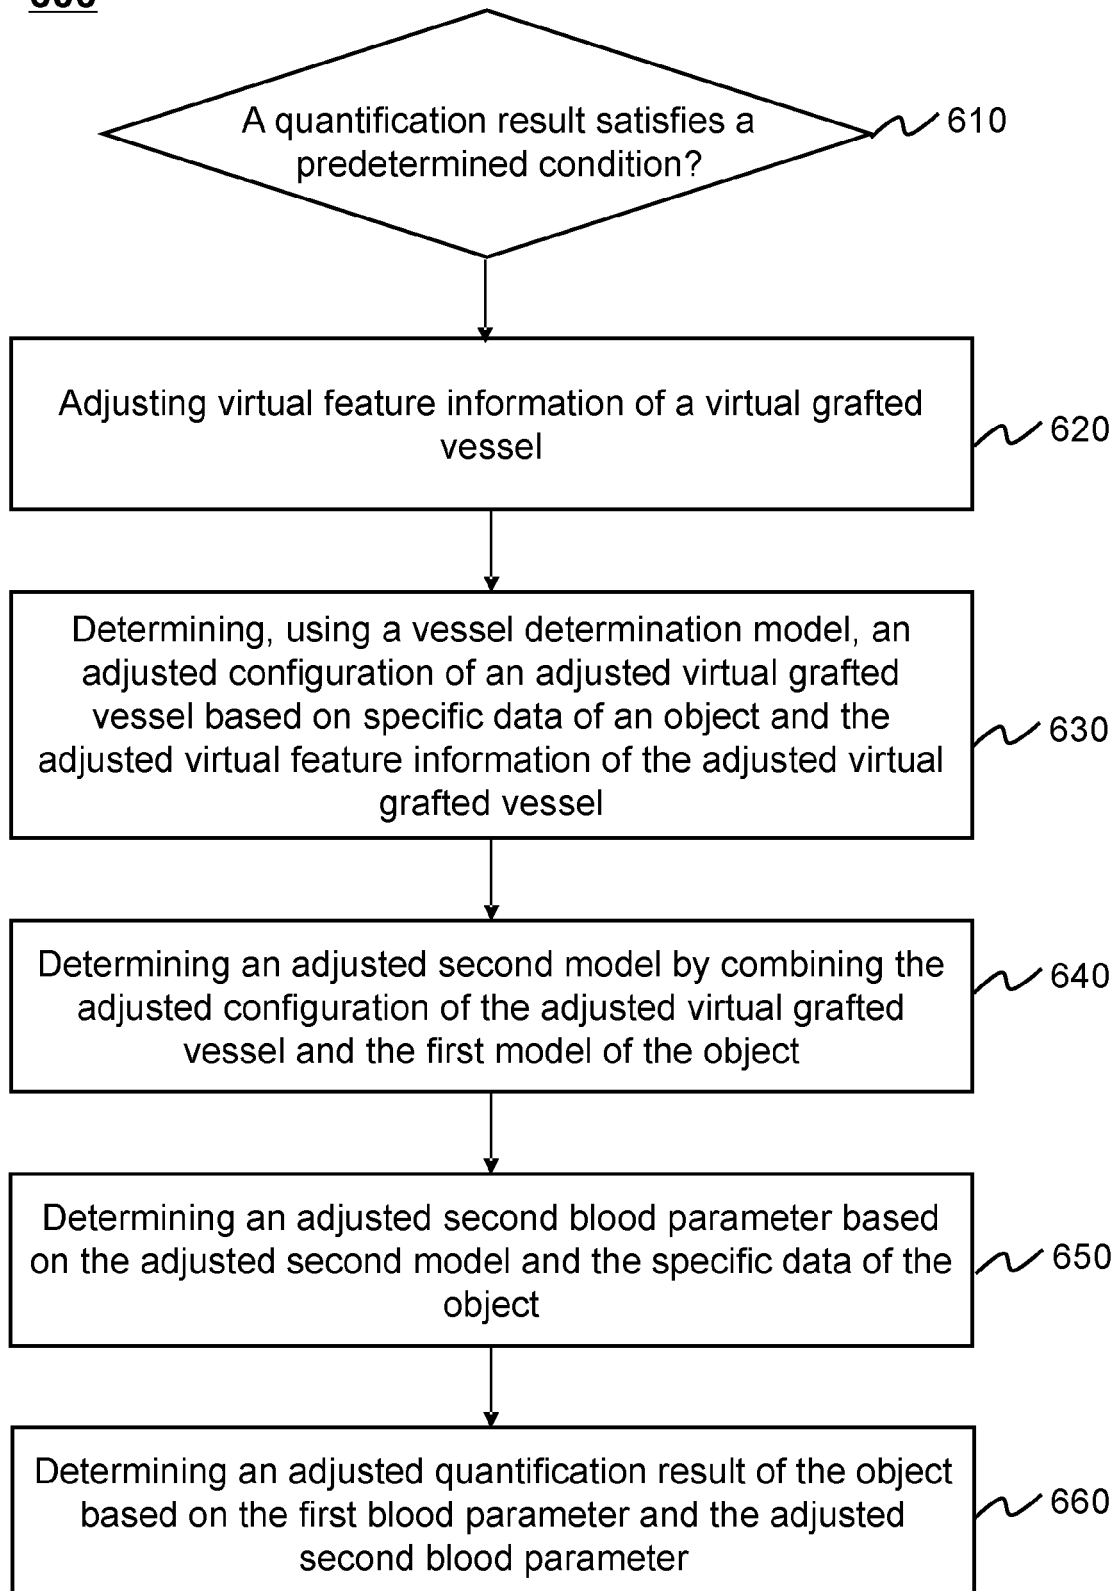 A quantification result satisfies a
predetermined condition?
610
Adjusting virtual feature information of a virtual grafted
vessel
620
Determining, using a vessel determination model, an
adjusted configuration of an adjusted virtual grafted
vessel based on specific data of an object and the
adjusted virtual feature information of the adjusted virtual
grafted vessel
630
Determining an adjusted second model by combining the
adjusted configuration of the adjusted virtual grafted
vessel and the first model of the object
640
Determining an adjusted second blood parameter based
on the adjusted second model and the specific data of the
object
650
Determining an adjusted quantification result of the object
based on the first blood parameter and the adjusted
second blood parameter
660